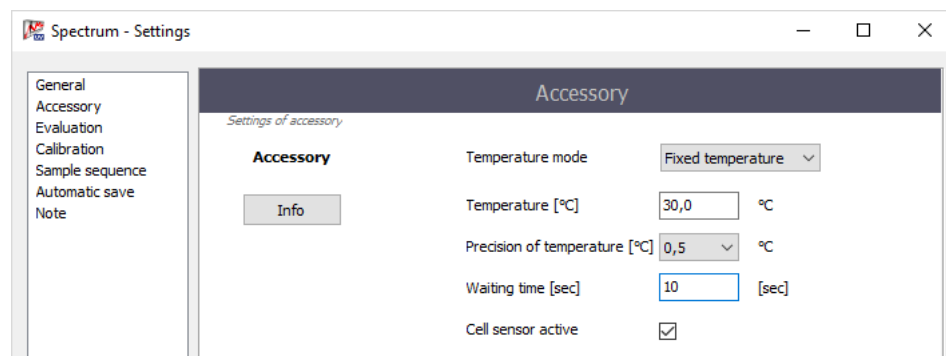 Spectrum - Settings
General
Accessory
Evaluation
Calibration
Sample sequence
Automatic save
Note
Accessory
Settings of accessory
Accessory
Info
Temperature mode Fixed temperature
Temperature [°C] 30,0 °C
Precision of temperature [°C] 0,5 °C
Waiting time [sec] 10 [sec]
Cell sensor active